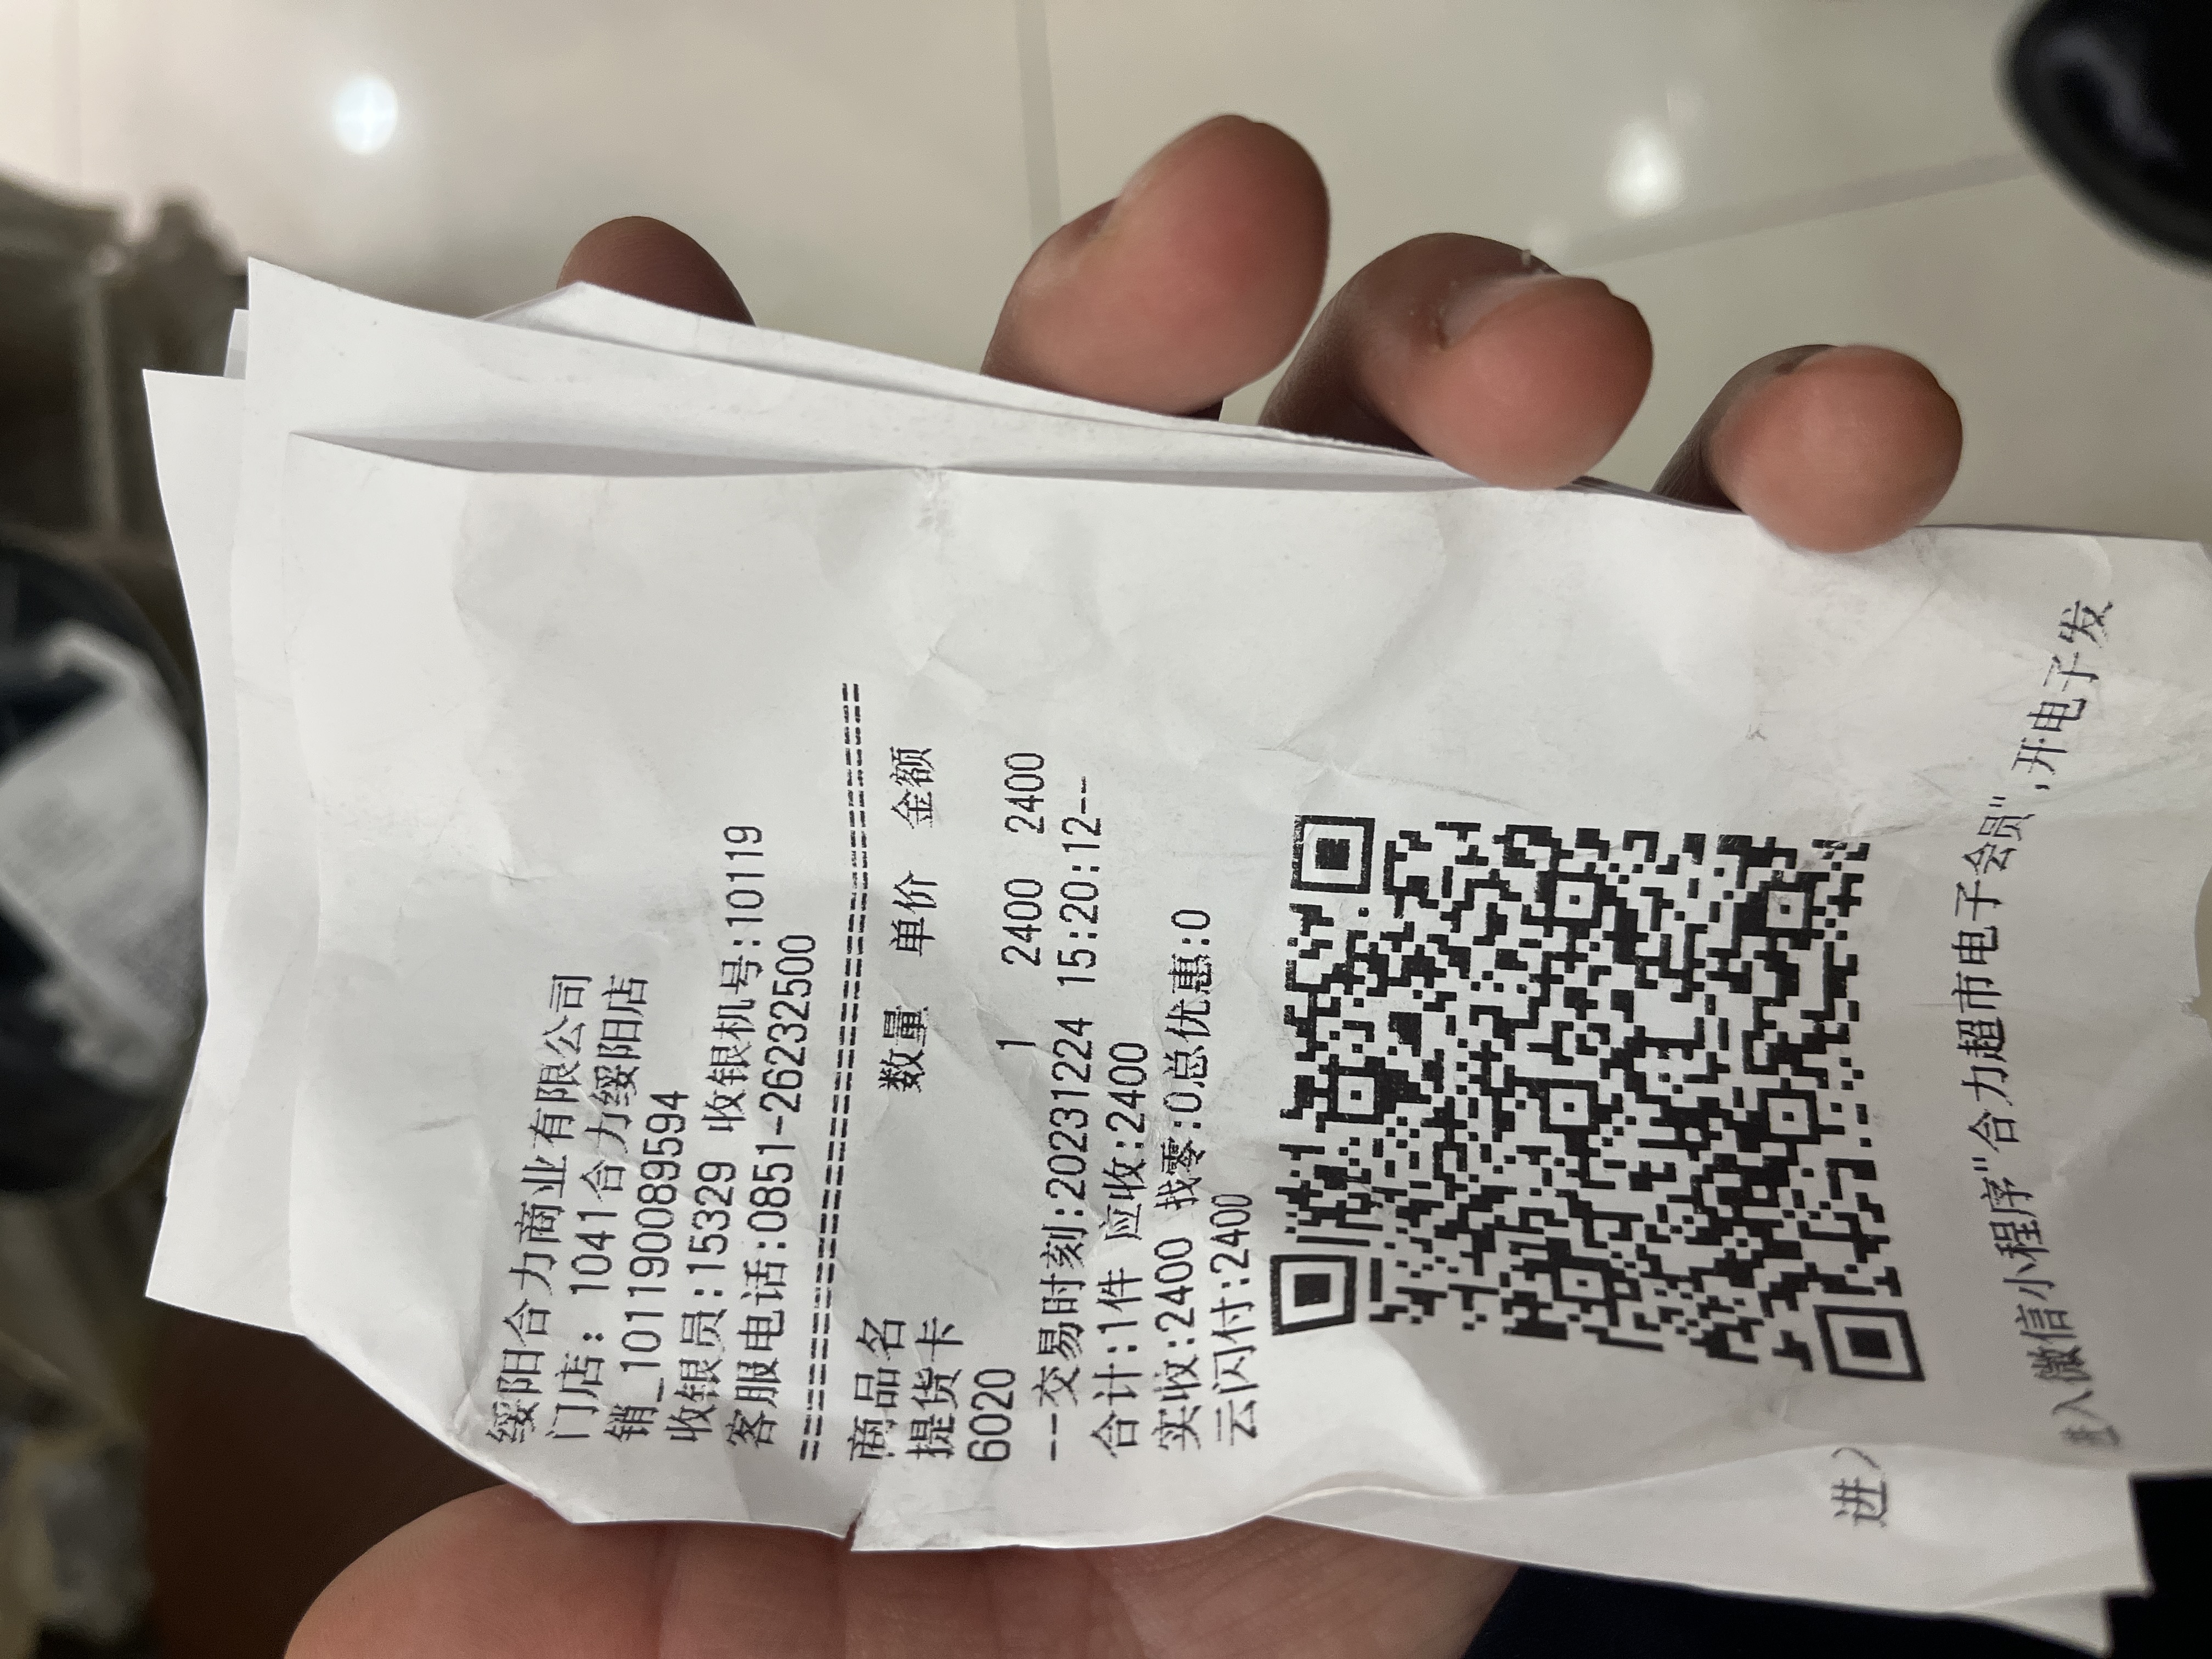 绥阳合力商业有限公司
门店: 1041合力绥阳店
销_1011190089594
收银员:15329 收银机号:10119
客服电话:0851-26232500
商品名 数量 单价 金额
提货卡
6020 1 2400 2400
--交易时刻:20231224 15:20:12--
合计:1件 应收:2400
实收:2400 找零:0总优惠:0
云闪付:2400
进入微信小程序"合力超市电子会员",开电子发
进